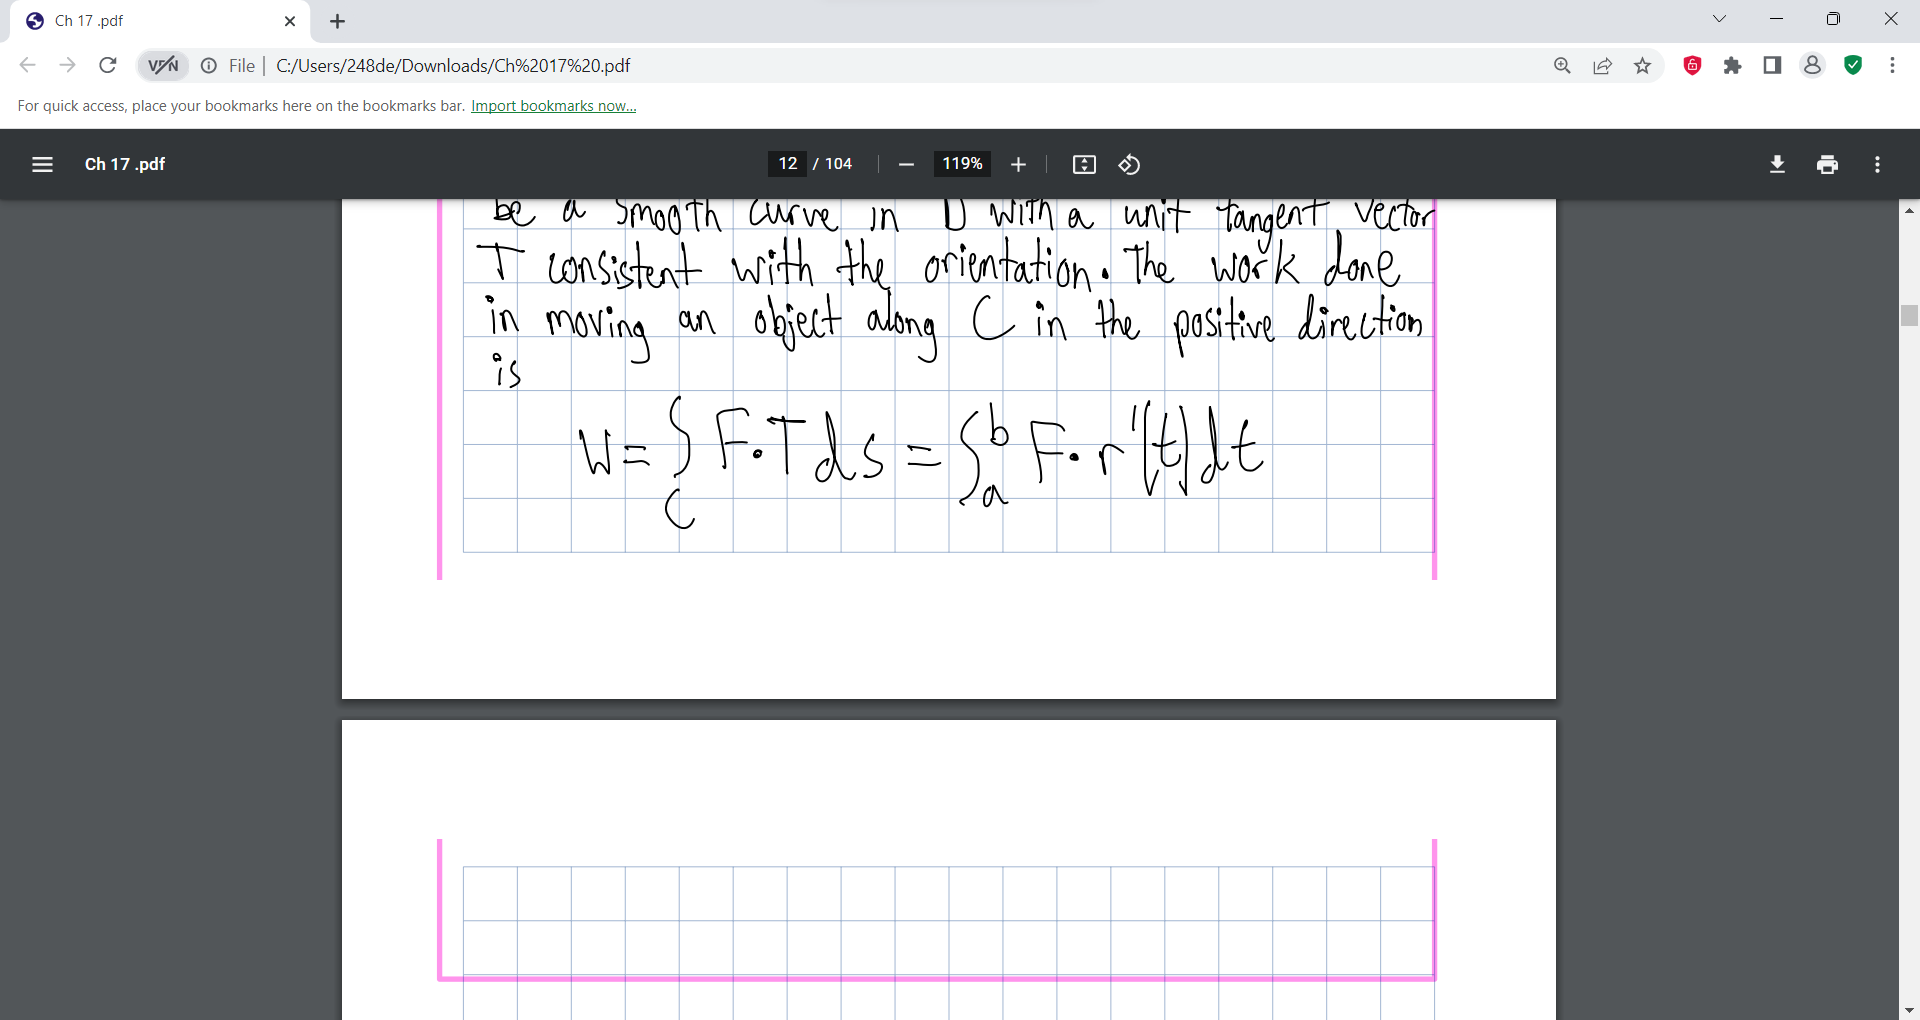 Ch 17 .pdf
VPN File C:/Users/248de/Downloads/Ch%2017%20.pdf
For quick access, place your bookmarks here on the bookmarks bar. Import bookmarks now...
Ch 17 .pdf 12 / 104 119%
be a smooth curve in D with a unit tangent vector
T consistent with the orientation. The work done
in moving an object along C in the positive direction
is
W = ∫_C F·T ds = ∫_a^b F·r'(t) dt